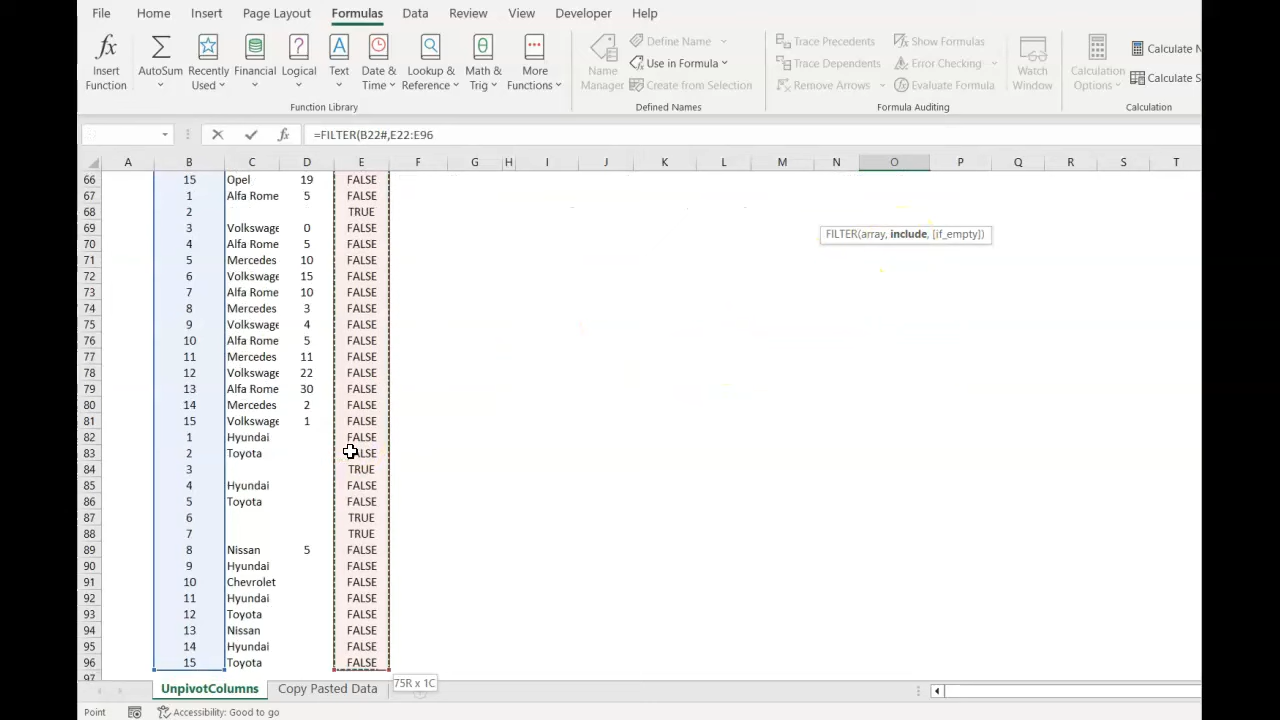 File Home Insert Page Layout Formulas Data Review View Developer Help
Insert Function AutoSum Recently Used Financial Logical Text Date & Time Lookup & Reference Math & Trig More Functions Name Manager Define Name Use in Formula Create from Selection Trace Precedents Trace Dependents Remove Arrows Show Formulas Error Checking Evaluate Formula Watch Window Calculation Options Calculate N Calculate S
Function Library Defined Names Formula Auditing Calculation
fx =FILTER(B22#,E22:E96
A B C D E F G H I J K L M N O P Q R S T
66 15 Opel 19 FALSE
67 1 Alfa Rome 5 FALSE
68 2 TRUE
69 3 Volkswage 0 FALSE
FILTER(array, include, [if_empty])
70 4 Alfa Rome 5 FALSE
71 5 Mercedes 10 FALSE
72 6 Volkswage 15 FALSE
73 7 Alfa Rome 10 FALSE
74 8 Mercedes 3 FALSE
75 9 Volkswage 4 FALSE
76 10 Alfa Rome 5 FALSE
77 11 Mercedes 11 FALSE
78 12 Volkswage 22 FALSE
79 13 Alfa Rome 30 FALSE
80 14 Mercedes 2 FALSE
81 15 Volkswage 1 FALSE
82 1 Hyundai FALSE
83 2 Toyota FALSE
84 3 TRUE
85 4 Hyundai FALSE
86 5 Toyota FALSE
87 6 TRUE
88 7 TRUE
89 8 Nissan 5 FALSE
90 9 Hyundai FALSE
91 10 Chevrolet FALSE
92 11 Hyundai FALSE
93 12 Toyota FALSE
94 13 Nissan FALSE
95 14 Hyundai FALSE
96 15 Toyota FALSE
97
75R x 1C
UnpivotColumns Copy Pasted Data
Point Accessibility: Good to go